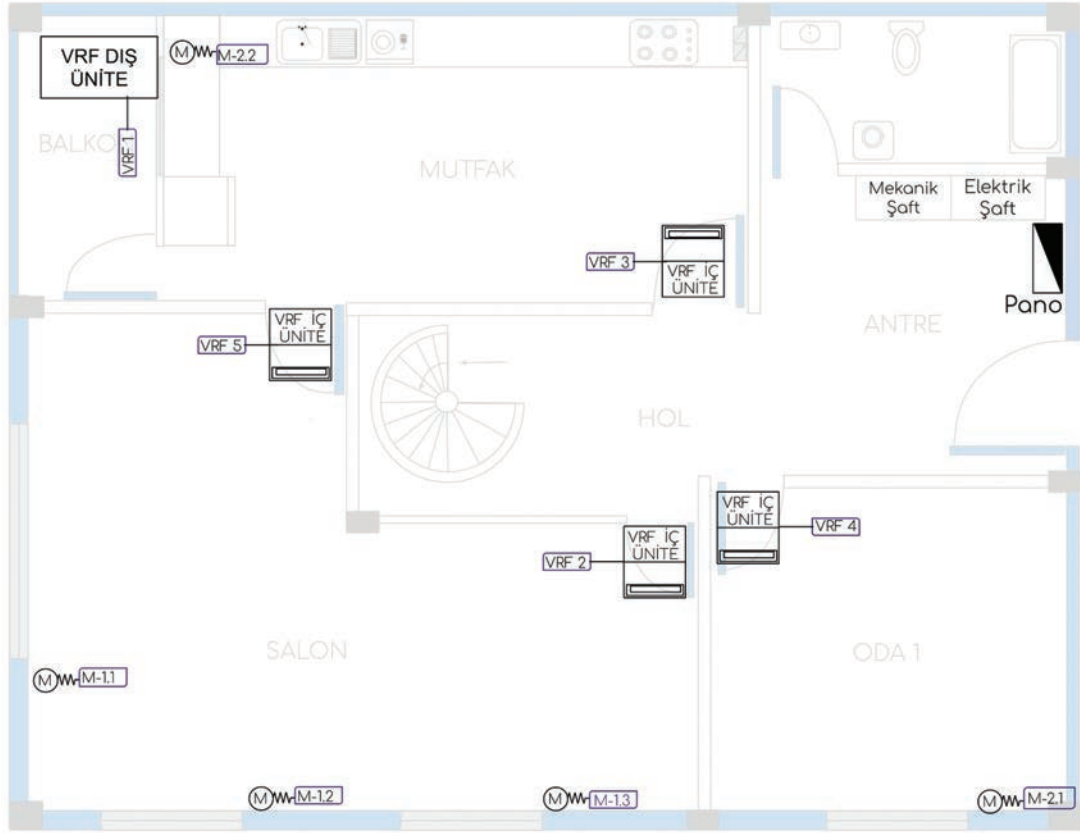 VRF DIŞ
ÜNİTE
M
M-2.2
VRF 1
BALKO
MUTFAK
Mekanik
Şaft
Elektrik
Şaft
VRF 3
VRF İÇ
ÜNİTE
Pano
ANTRE
VRF İÇ
ÜNİTE
VRF 5
HOL
VRF İÇ
ÜNİTE
VRF 4
VRF İÇ
ÜNİTE
VRF 2
SALON
ODA 1
M
M-1.1
M
M-1.2
M
M-1.3
M
M-2.1